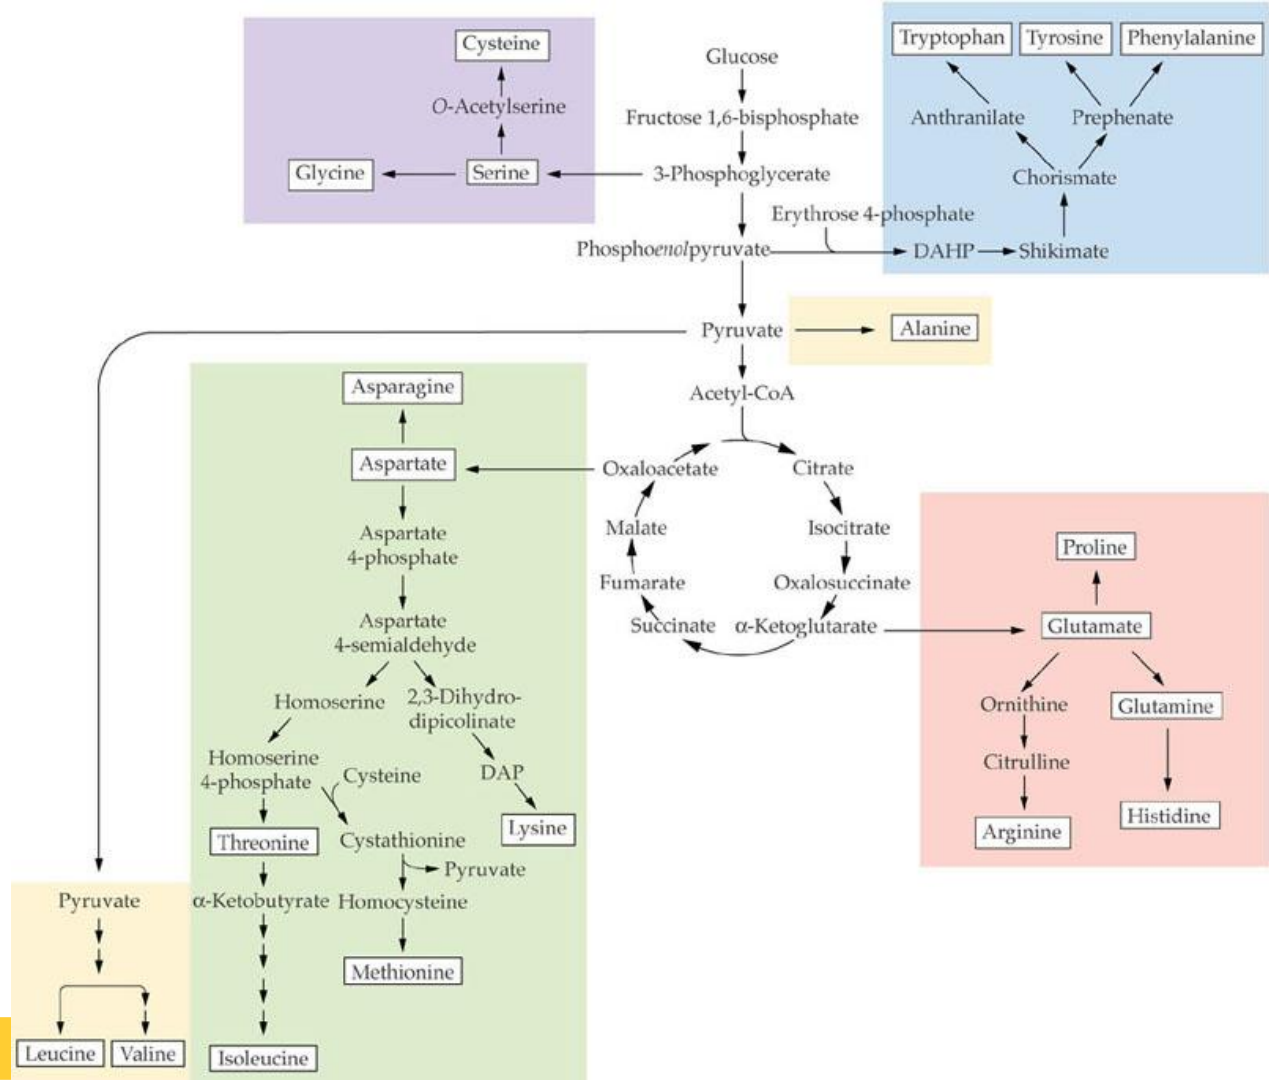 Cysteine
O-Acetylserine
Glycine
Serine
Glucose
Fructose 1,6-bisphosphate
3-Phosphoglycerate
Erythrose 4-phosphate
Phosphoenolpyruvate
Tryptophan
Tyrosine
Phenylalanine
Anthranilate
Prephenate
Chorismate
DAHP
Shikimate
Pyruvate
Alanine
Acetyl-CoA
Oxaloacetate
Citrate
Malate
Isocitrate
Fumarate
Oxalosuccinate
Succinate
α-Ketoglutarate
Asparagine
Aspartate
Aspartate
4-phosphate
Aspartate
4-semialdehyde
Homoserine
2,3-Dihydro-
dipicolinate
Homoserine
4-phosphate
Cysteine
DAP
Threonine
Cystathionine
Lysine
Pyruvate
α-Ketobutyrate
Homocysteine
Methionine
Isoleucine
Pyruvate
Leucine
Valine
Proline
Glutamate
Ornithine
Glutamine
Citrulline
Arginine
Histidine